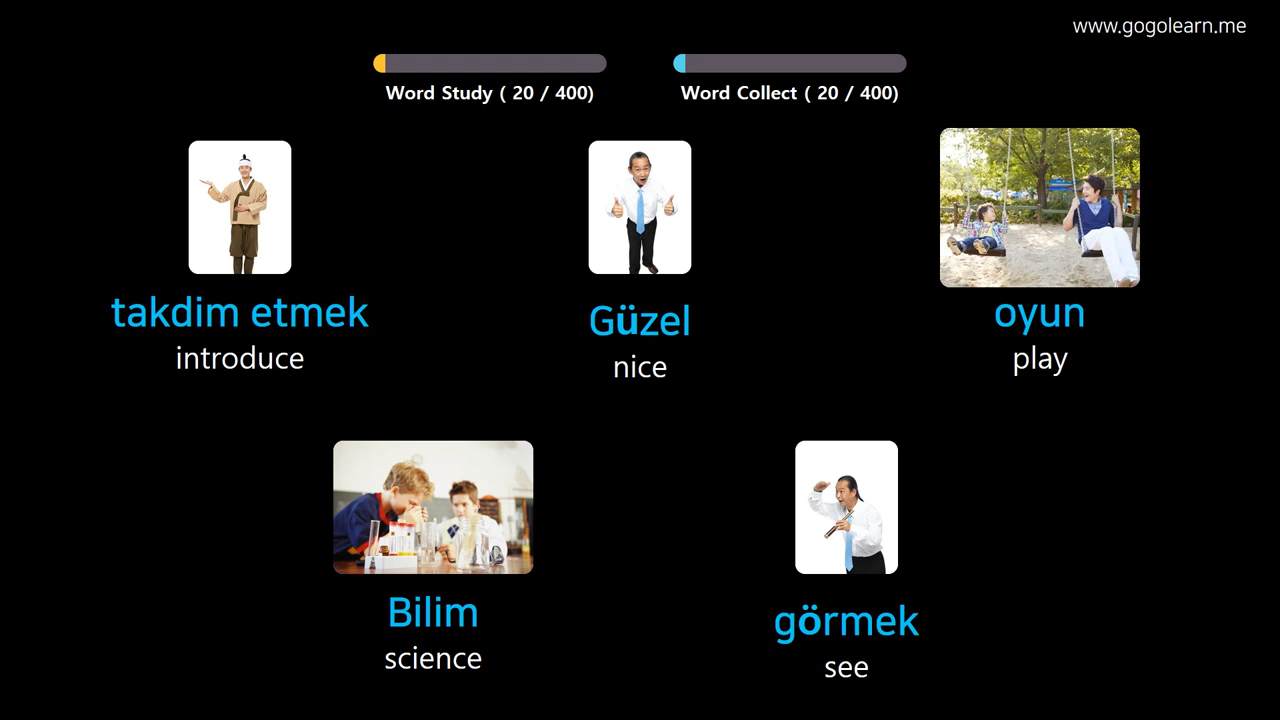 www.gogolearn.me
Word Study ( 20 / 400)
Word Collect ( 20 / 400)
takdim etmek
introduce
Güzel
nice
oyun
play
Bilim
science
görmek
see